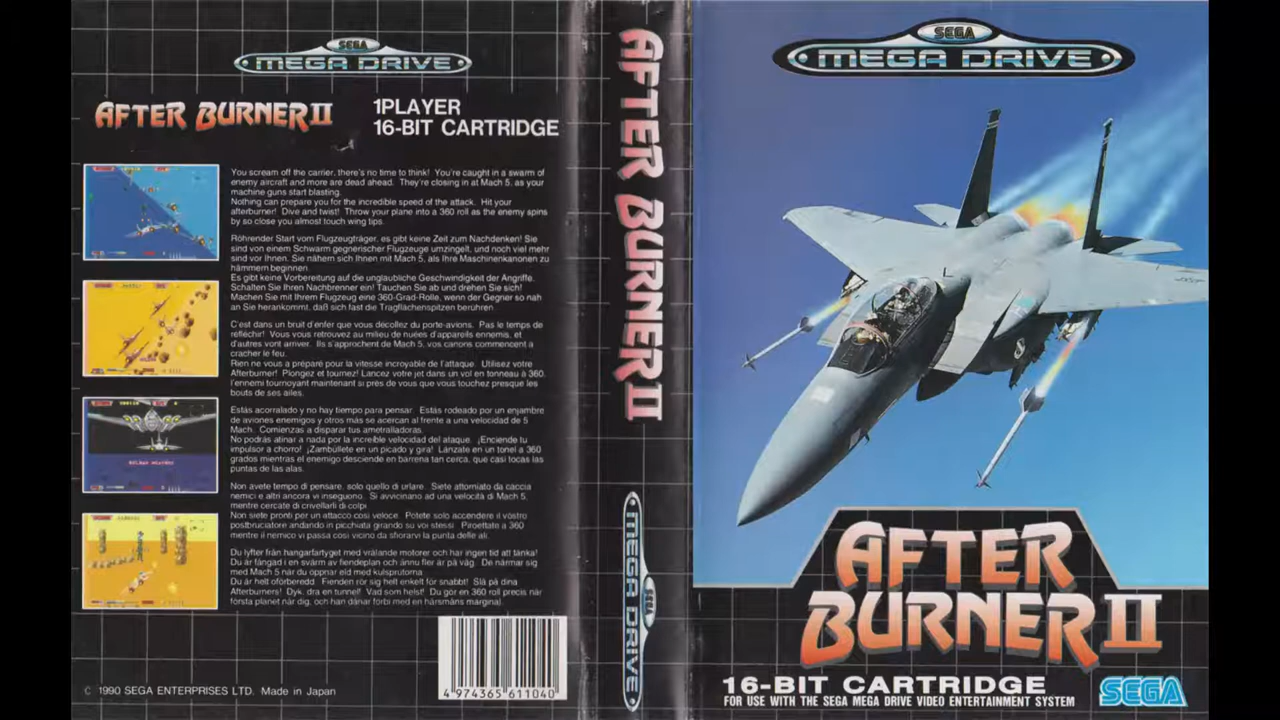 SEGA
MEGA DRIVE
AFTER BURNER II
1PLAYER
16-BIT CARTRIDGE
You scream off the carrier, there's no time to think! You're caught in a swarm of
enemy aircraft and more are dead ahead. They're closing in at Mach 5, as your
machine guns start blasting.
Nothing can prepare you for the incredible speed of the attack. Hit your
afterburner! Dive and twist! Throw your plane into a 360 roll as the enemy spins
by so close you almost touch wing tips.
Röhrender Start vom Flugzeugträger, es gibt keine Zeit zum Nachdenken! Sie
sind von einem Schwarm gegnerischer Flugzeuge umzingelt, und noch viel mehr
sind vor Ihnen. Sie nähern sich Ihnen mit Mach 5, als Ihre Maschinenkanonen zu
hämmern beginnen.
Es gibt keine Vorbereitung auf die unglaubliche Geschwindigkeit der Angriffe.
Schalten Sie Ihren Nachbrenner ein! Tauchen Sie ab und drehen Sie sich!
Machen Sie mit Ihrem Flugzeug eine 360-Grad-Rolle, wenn der Gegner so nah
an Sie herankommt, daß sich fast die Tragflächenspitzen berühren.
C'est dans un bruit d'enfer que vous décollez du porte-avions. Pas le temps de
réflechir! Vous vous retrouvez au milieu de nuées d'appareils ennemis, et
d'autres vont arriver. Ils s'approchent de Mach 5, vos canons commencent a
cracher le feu.
Rien ne vous a préparé pour la vitesse incroyable de l'attaque. Utilisez votre
Afterburner! Plongez et tournez! Lancez votre jet dans un vol en tonneau à 360,
l'ennemi tournoyant maintenant si près de vous que vous touchez presque les
bouts de ses ailes.
Estás acorralado y no hay tiempo para pensar. Estás rodeado por un enjambre
de aviones enemigos y otros más se acercan al frente a una velocidad de 5
Mach. Comienzas a disparar tus ametralladoras.
No podrás atinar a nada por la increíble velocidad del ataque. ¡Enciende tu
impulsor a chorro! ¡Zambúllete en un picado y gira! Lánzate en un tonel a 360
grados mientras el enemigo desciende en barrena tan cerca, que casi tocas las
puntas de las alas.
Non avete tempo di pensare, solo quello di urlare. Siete attorniato da caccia
nemici e altri ancora vi inseguono. Si avvicinano ad una velocità di Mach 5,
mentre cercate di crivellarli di colpi
Non siete pronti per un attacco così veloce. Potete solo accendere il vostro
postbruciatore andando in picchiata girando su voi stessi. Piroettate a 360
mentre il nemico vi passa così vicino da sfiorarvi la punta delle ali.
Du lyfter från hangarfartyget med vrålande motorer och har ingen tid att tänka!
Du är fångad i en svärm av fiendeplan och ännu fler är på väg. De närmar sig
med Mach 5 när du öppnar eld med kulsprutorna
Du är helt oförberedd. Fienden rör sig helt enkelt för snabbt! Slå på dina
Afterburners! Dyk, dra en tunnel! Vad som helst! Du gör en 360 roll precis när
första planet når dig, och han dånar förbi med en hårsmåns marginal.
4 974365 611040
© 1990 SEGA ENTERPRISES LTD. Made in Japan
AFTER BURNER II
SEGA
MEGA DRIVE
SEGA
MEGA DRIVE
AFTER
BURNER II
16-BIT CARTRIDGE
FOR USE WITH THE SEGA MEGA DRIVE VIDEO ENTERTAINMENT SYSTEM
SEGA